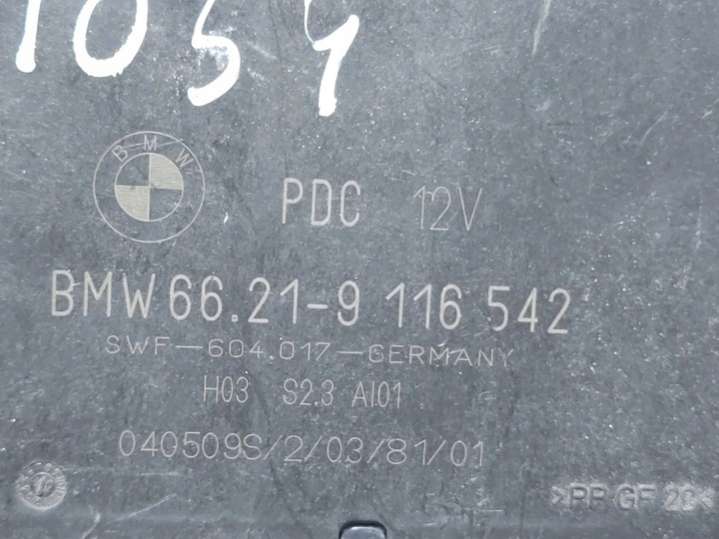 1054
BMW
PDC 12V
BMW 66.21-9 116 542
SWF-604.017-GERMANY
H03 S2.3 AI01
040509S/2/03/81/01
>PP GF 20<